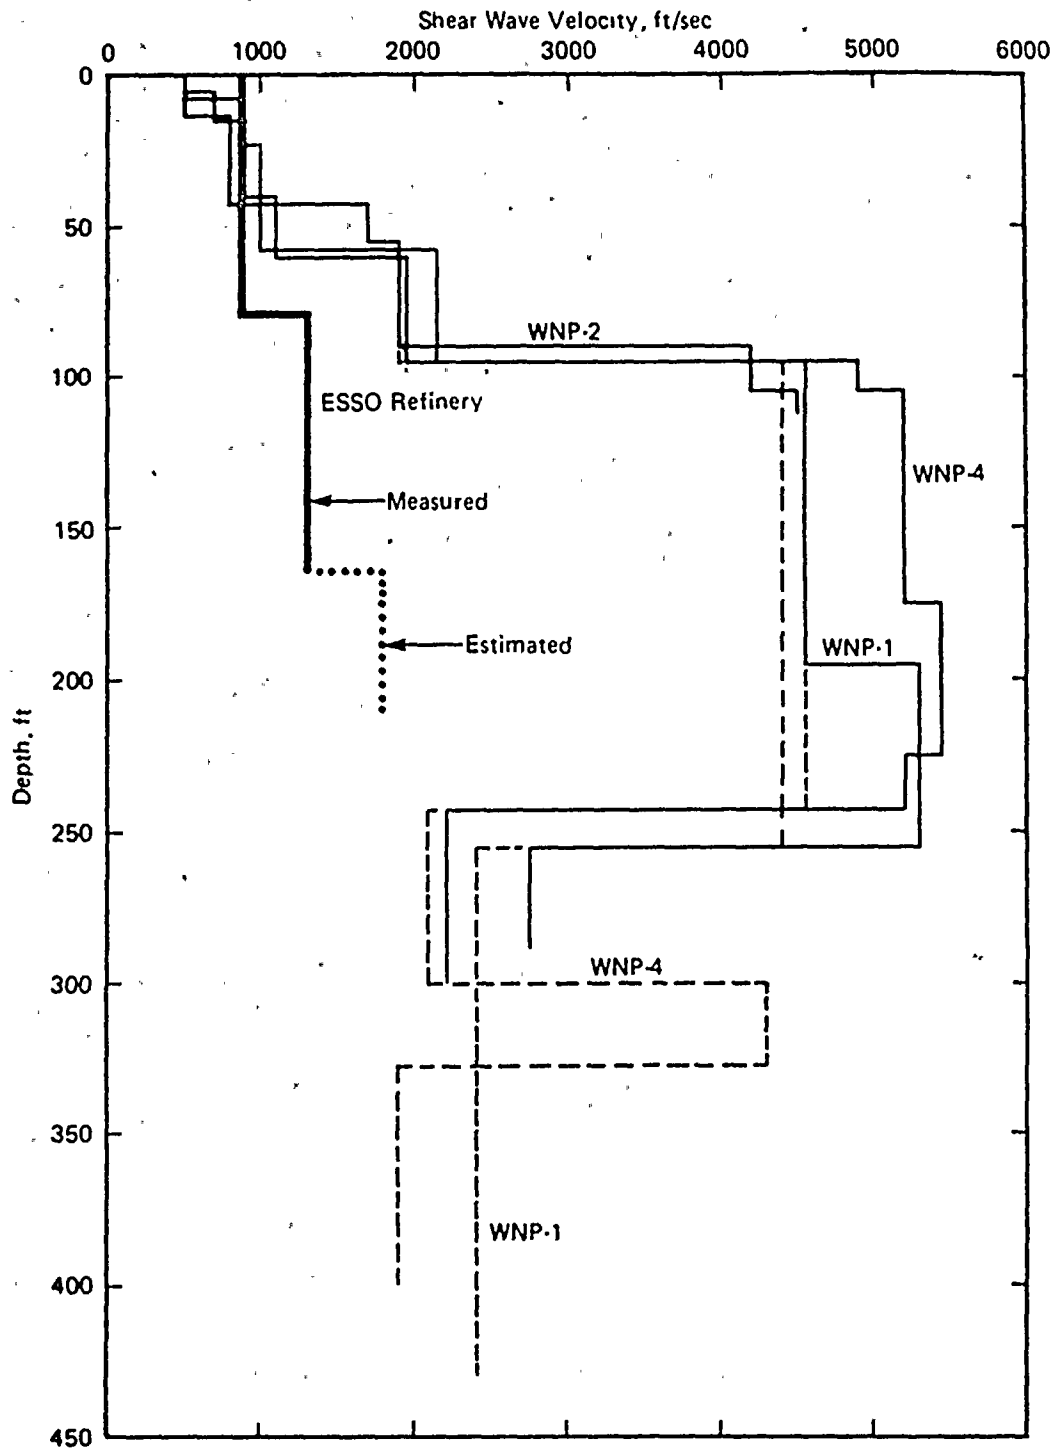 Shear Wave Velocity, ft/sec
0 1000 2000 3000 4000 5000 6000
0
50
WNP-2
100
ESSO Refinery
WNP-4
Measured
150
WNP-1
Estimated
200
Depth, ft
250
WNP-4
300
350
WNP-1
400
450